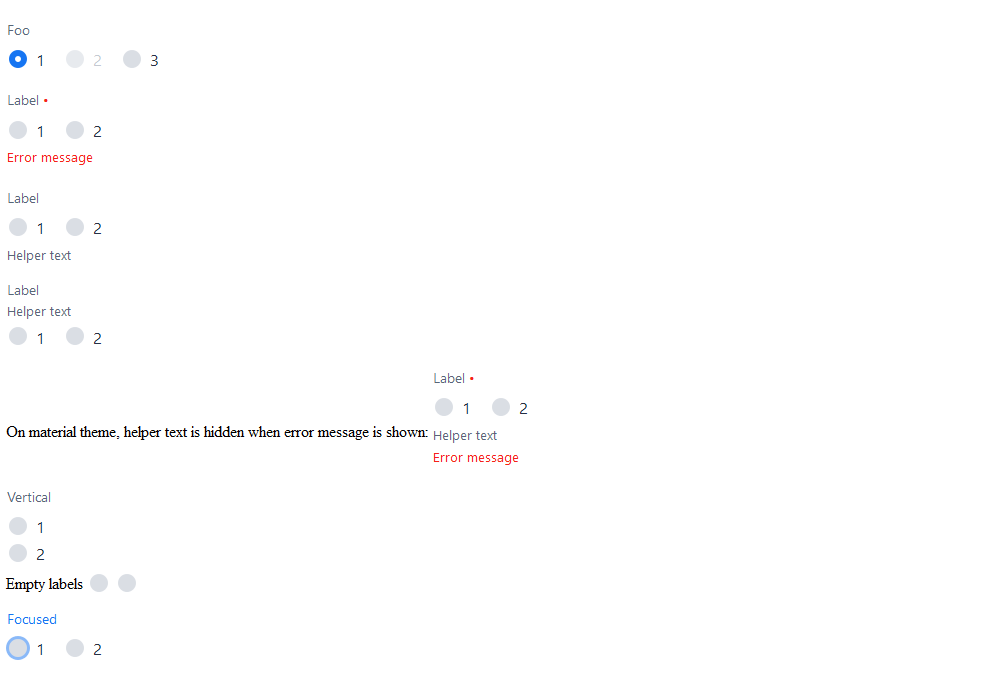 Foo
1 2 3
Label •
1 2
Error message
Label
1 2
Helper text
Label
Helper text
1 2
Label •
1 2
On material theme, helper text is hidden when error message is shown: Helper text
Error message
Vertical
1
2
Empty labels
Focused
1 2